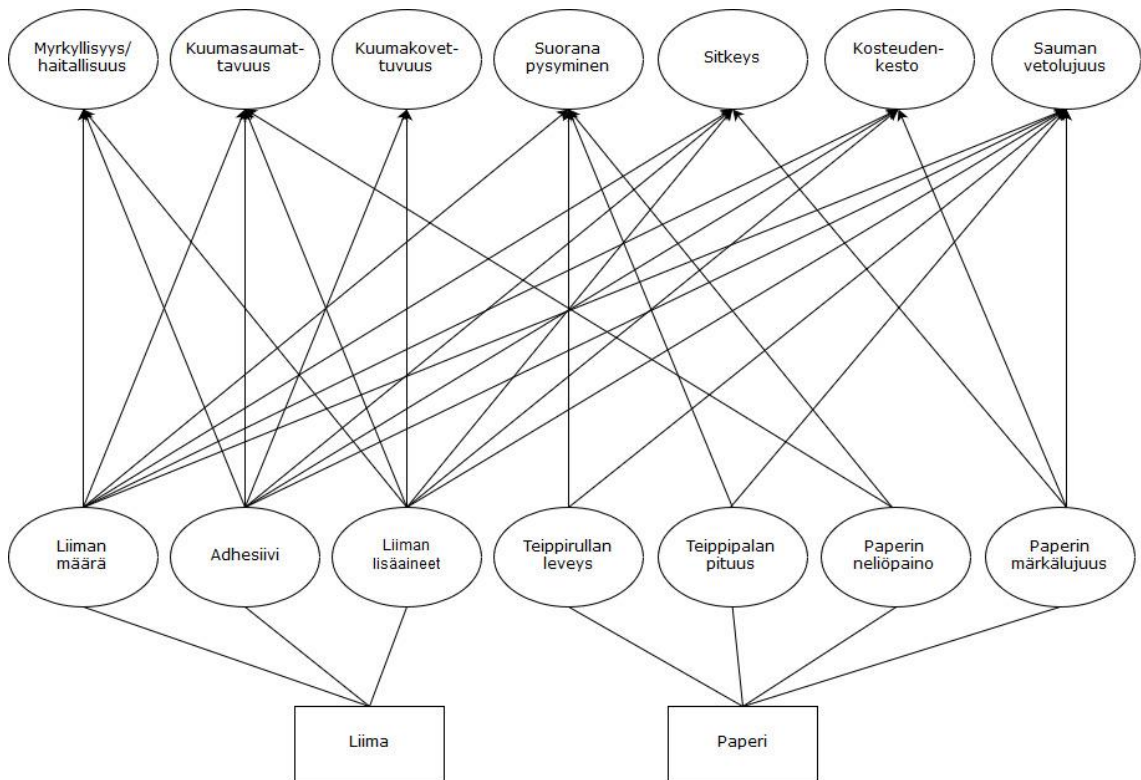 Myrkyllisyys/
haitallisuus
Kuumasaumat-
tavuus
Kuumakovet-
tuvuus
Suorana
pysyminen
Sitkeys
Kosteuden-
kesto
Sauman
vetolujuus
Liiman
määrä
Adhesiivi
Liiman
lisäaineet
Teippirullan
leveys
Teippipalan
pituus
Paperin
neliöpaino
Paperin
märkälujuus
Liima
Paperi